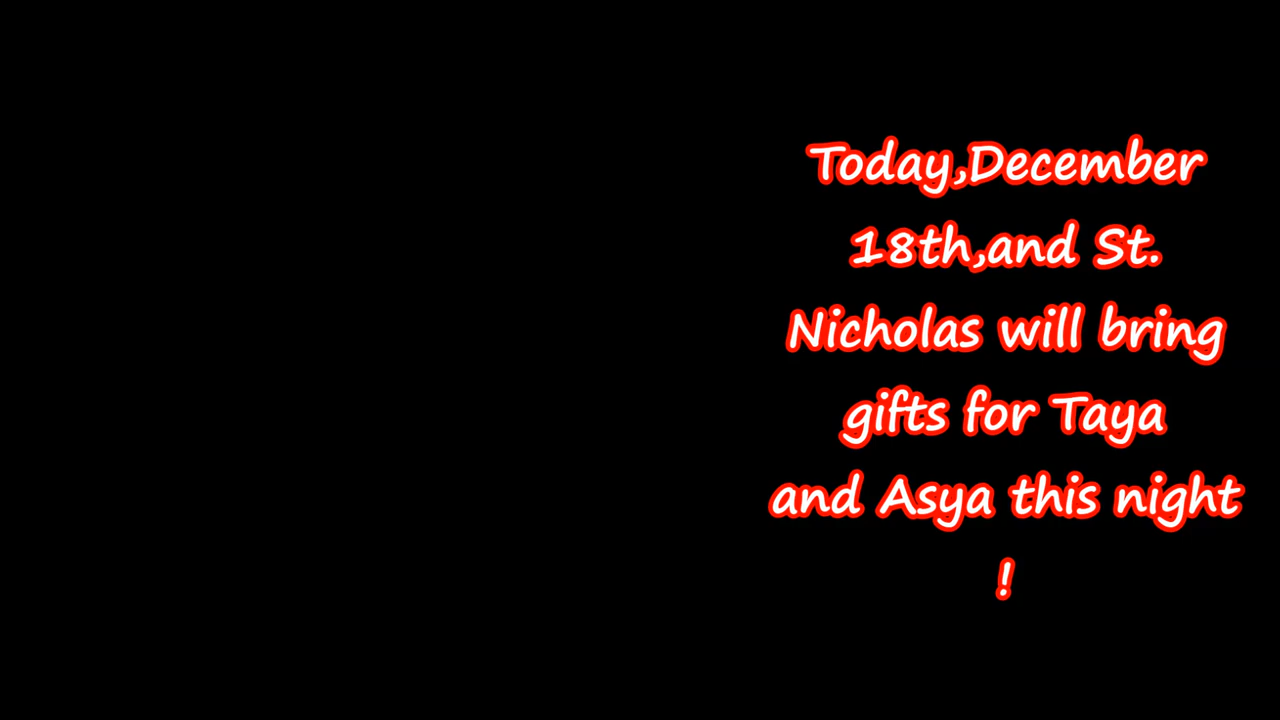 Today,December
18th,and St.
Nicholas will bring
gifts for Taya
and Asya this night
!